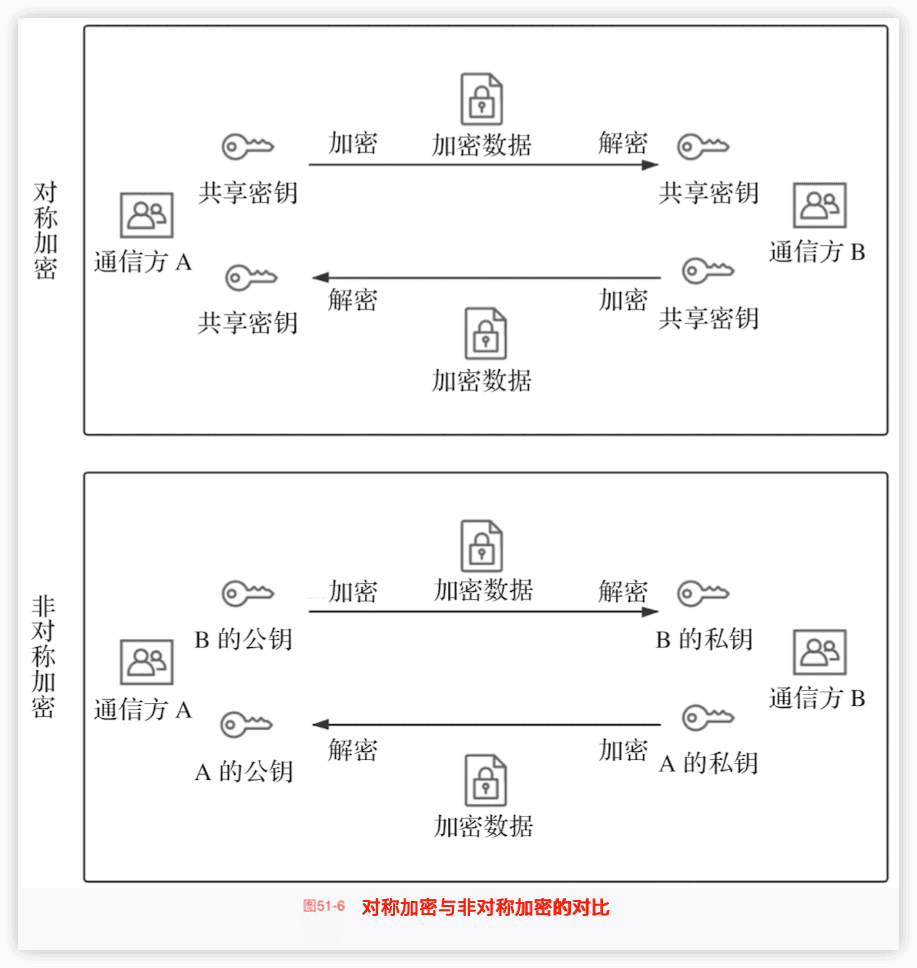 对称加密
加密 加密数据 解密
共享密钥 共享密钥
通信方 A 通信方 B
解密 加密
共享密钥 共享密钥
加密数据
非对称加密
加密 加密数据 解密
B 的公钥 B 的私钥
通信方 A 通信方 B
解密 加密
A 的公钥 A 的私钥
加密数据
图51-6 对称加密与非对称加密的对比